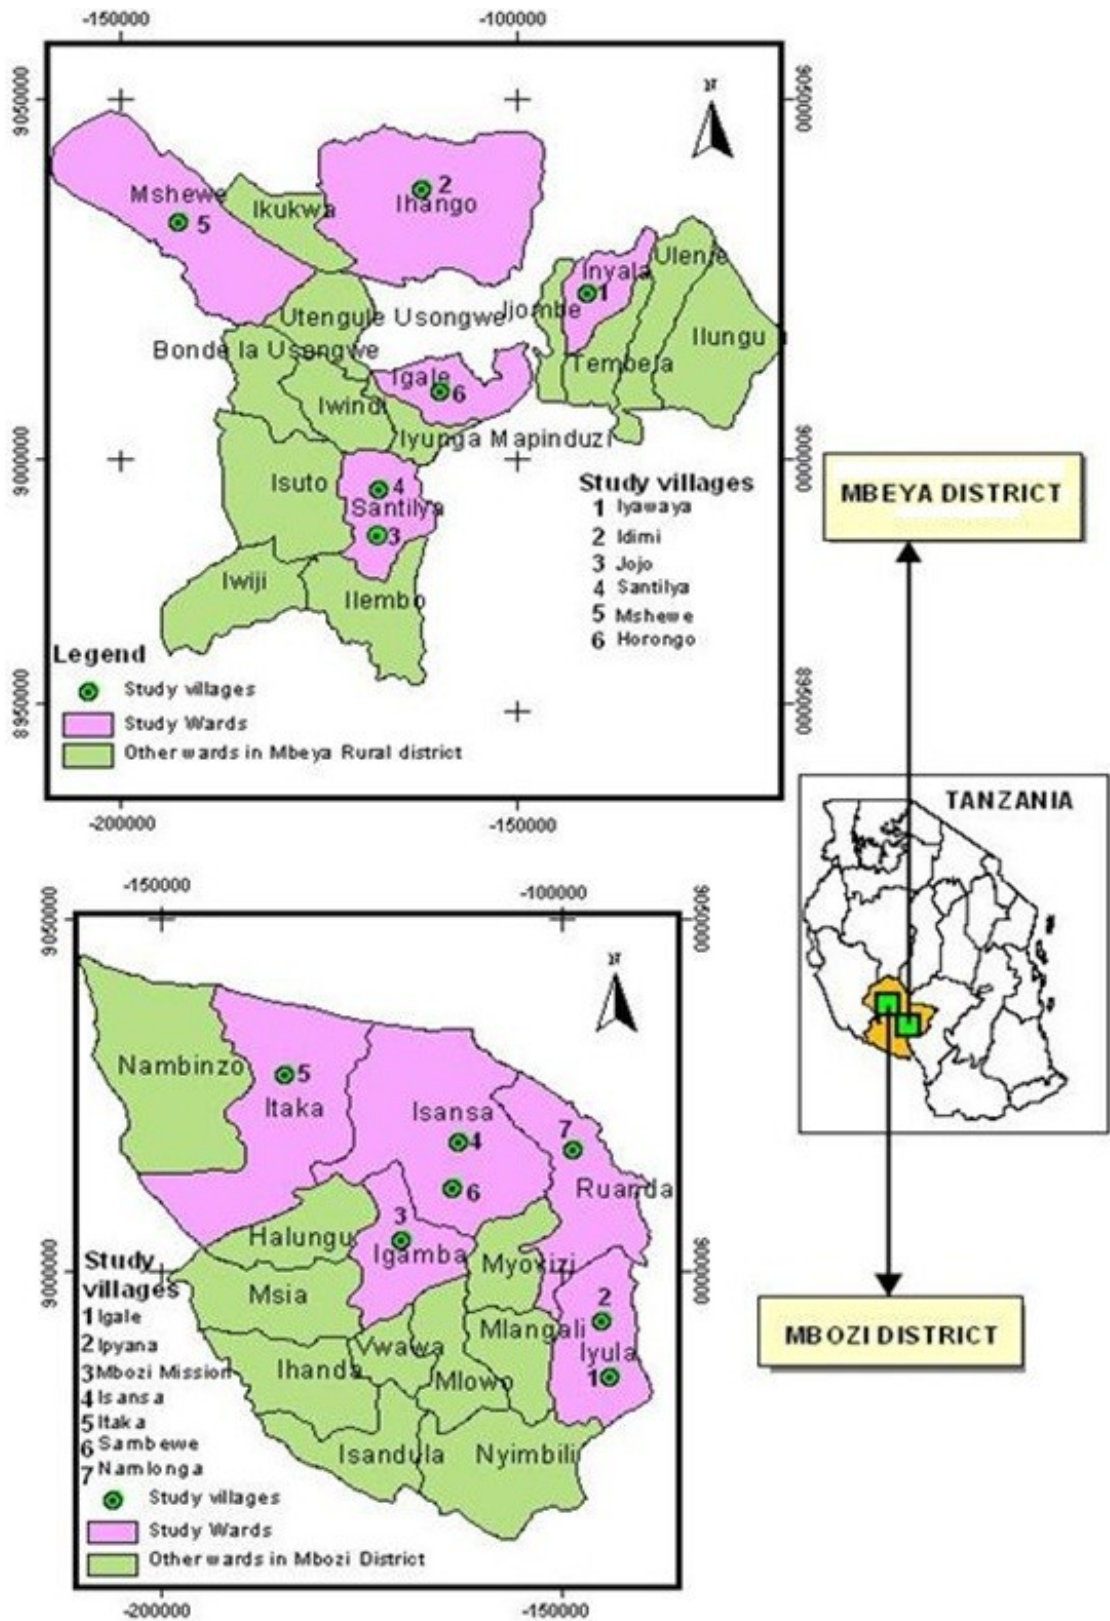 -150000
-100000
9050000
9050000
N
Mshewe
5
Ikukwa
2
Ihango
Inyala
1
Ulenje
Ijombe
Ilungu
Tembela
Utengule Usongwe
Bonde la Usongwe
Igale
6
Iwindi
Iyunga Mapinduzi
9000000
9000000
Isuto
4
Santilya
3
Iwiji
Ilembo
Study villages
1 Iyawaya
2 Idimi
3 Jojo
4 Santilya
5 Mshewe
6 Horongo
Legend
Study villages
Study Wards
Other wards in Mbeya Rural district
8950000
8950000
-200000
-150000
MBEYA DISTRICT
TANZANIA
MBOZI DISTRICT
-150000
-100000
9050000
9050000
N
Nambinzo
5
Itaka
Isansa
4
6
7
Ruanda
3
Igamba
Halungu
Myovizi
Msia
2
Mlangali
Iyula
1
Vwawa
Ihanda
Mlowo
Isandula
Nyimbili
9000000
9000000
Study
villages
1 Igale
2 Ipyana
3 Mbozi Mission
4 Isansa
5 Itaka
6 Sambewe
7 Namlonga
Study villages
Study Wards
Other wards in Mbozi District
-200000
-150000